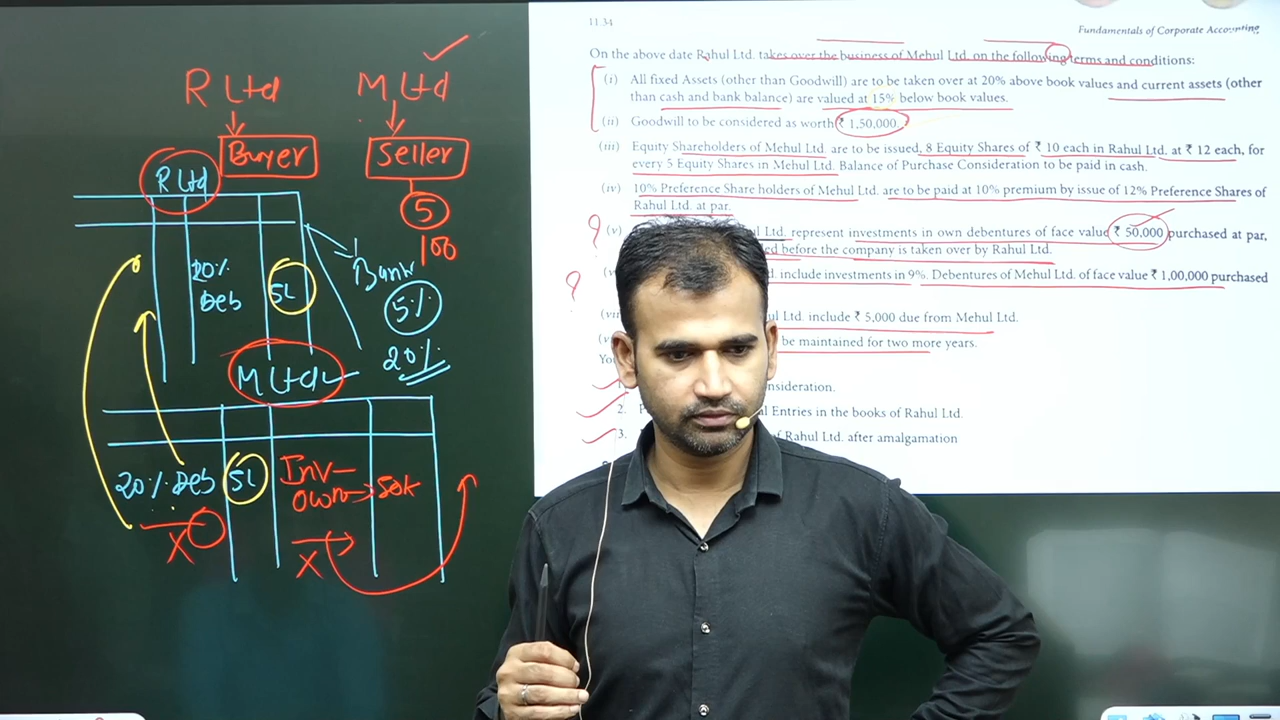 R Ltd M Ltd
Buyer Seller
R Ltd
5
100
20%
Deb
5L
Bank
5%
20%
M Ltd
20% Deb
5L
Inv-
own→ 50k
X X
11.34
Fundamentals of Corporate Accounting
On the above date Rahul Ltd. takes over the business of Mehul Ltd. on the following terms and conditions:
(i) All fixed Assets (other than Goodwill) are to be taken over at 20% above book values and current assets (other
than cash and bank balance) are valued at 15% below book values.
(ii) Goodwill to be considered as worth ₹ 1,50,000.
(iii) Equity Shareholders of Mehul Ltd. are to be issued, 8 Equity Shares of ₹ 10 each in Rahul Ltd. at ₹ 12 each, for
every 5 Equity Shares in Mehul Ltd. Balance of Purchase Consideration to be paid in cash.
(iv) 10% Preference Share holders of Mehul Ltd. are to be paid at 10% premium by issue of 12% Preference Shares of
Rahul Ltd. at par.
? (v) Ltd. represent investments in own debentures of face value ₹ 50,000 purchased at par,
before the company is taken over by Rahul Ltd.
? include investments in 9%. Debentures of Mehul Ltd. of face value ₹ 1,00,000 purchased
Ltd. include ₹ 5,000 due from Mehul Ltd.
be maintained for two more years.
2. Entries in the books of Rahul Ltd.
3. of Rahul Ltd. after amalgamation